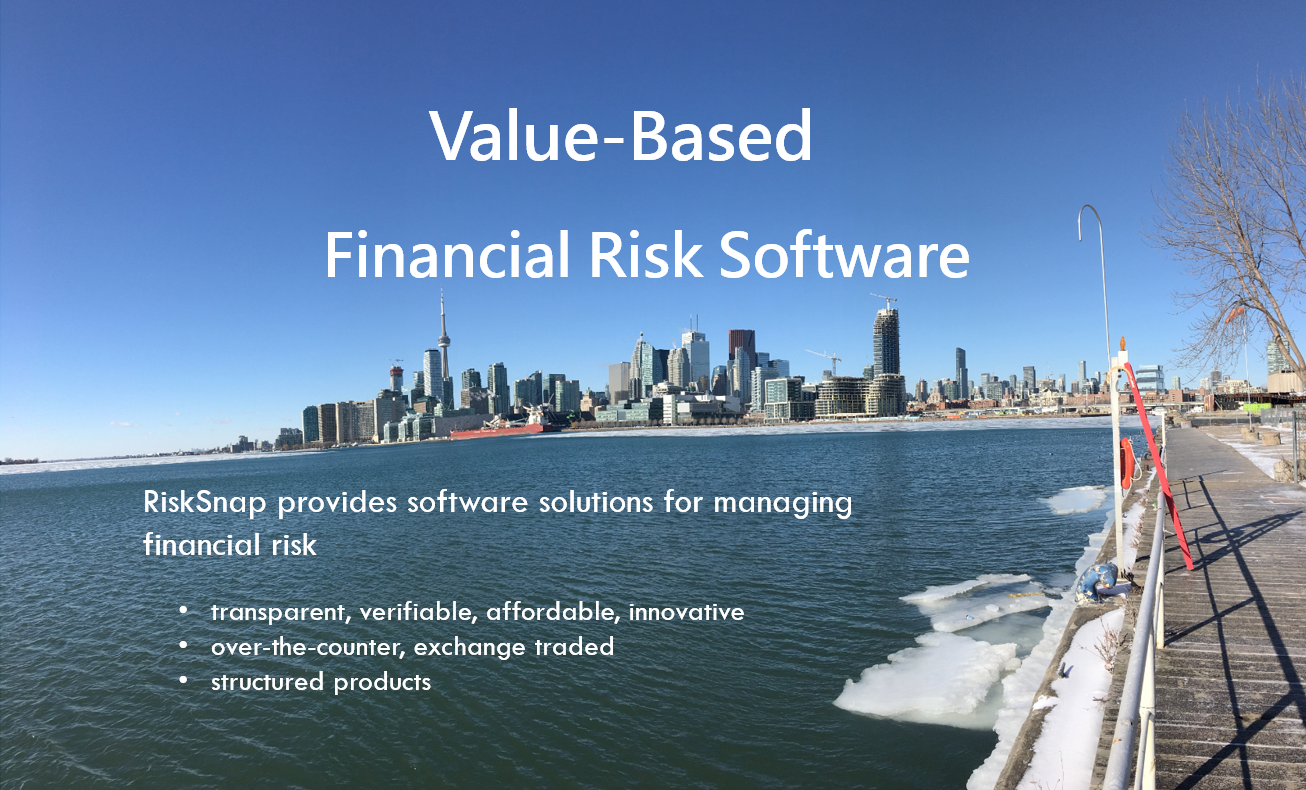 Value-Based
Financial Risk Software
RiskSnap provides software solutions for managing
financial risk
• transparent, verifiable, affordable, innovative
• over-the-counter, exchange traded
• structured products